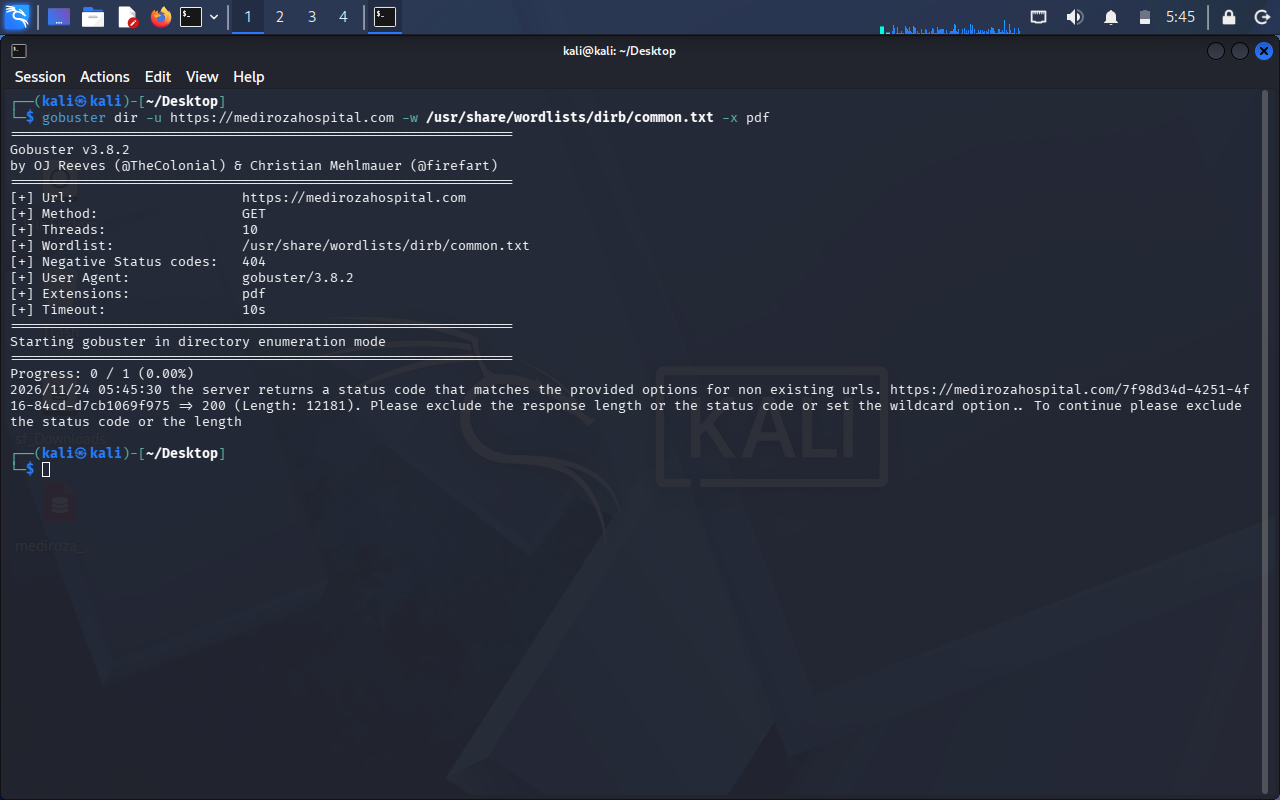 1 2 3 4 5:45
kali@kali: ~/Desktop
Session Actions Edit View Help
┌──(kali㉿kali)-[~/Desktop]
└─$ gobuster dir -u https://medirozahospital.com -w /usr/share/wordlists/dirb/common.txt -x pdf
===============================================================
Gobuster v3.8.2
by OJ Reeves (@TheColonial) & Christian Mehlmauer (@firefart)
===============================================================
[+] Url: https://medirozahospital.com
[+] Method: GET
[+] Threads: 10
[+] Wordlist: /usr/share/wordlists/dirb/common.txt
[+] Negative Status codes: 404
[+] User Agent: gobuster/3.8.2
[+] Extensions: pdf
[+] Timeout: 10s
===============================================================
Starting gobuster in directory enumeration mode
===============================================================
Progress: 0 / 1 (0.00%)
2026/11/24 05:45:30 the server returns a status code that matches the provided options for non existing urls. https://medirozahospital.com/7f98d34d-4251-4f
16-84cd-d7cb1069f975 => 200 (Length: 12181). Please exclude the response length or the status code or set the wildcard option.. To continue please exclude
the status code or the length
sf_Downloads
KALI
┌──(kali㉿kali)-[~/Desktop]
└─$
mediroza_